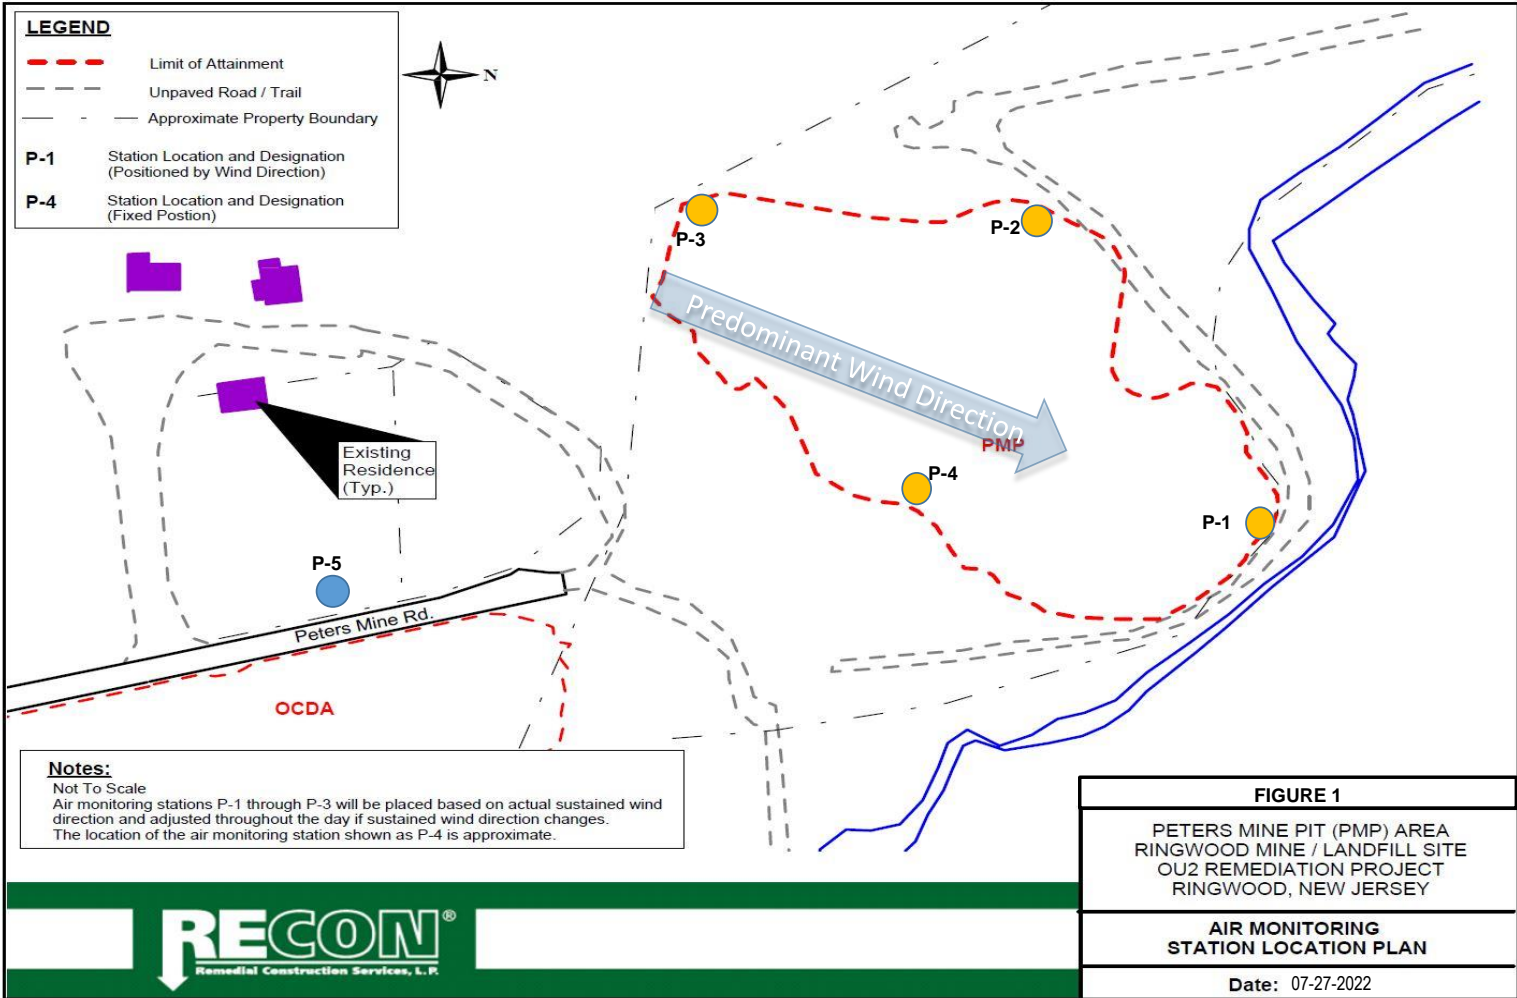 LEGEND
Limit of Attainment
Unpaved Road / Trail
Approximate Property Boundary
P-1 Station Location and Designation
(Positioned by Wind Direction)
P-4 Station Location and Designation
(Fixed Postion)
N
P-3
P-2
Predominant Wind Direction
PMP
P-4
P-1
Existing
Residence
(Typ.)
P-5
Peters Mine Rd.
OCDA
Notes:
Not To Scale
Air monitoring stations P-1 through P-3 will be placed based on actual sustained wind
direction and adjusted throughout the day if sustained wind direction changes.
The location of the air monitoring station shown as P-4 is approximate.
RECON®
Remedial Construction Services, L.P.
FIGURE 1
PETERS MINE PIT (PMP) AREA
RINGWOOD MINE / LANDFILL SITE
OU2 REMEDIATION PROJECT
RINGWOOD, NEW JERSEY
AIR MONITORING
STATION LOCATION PLAN
Date: 07-27-2022